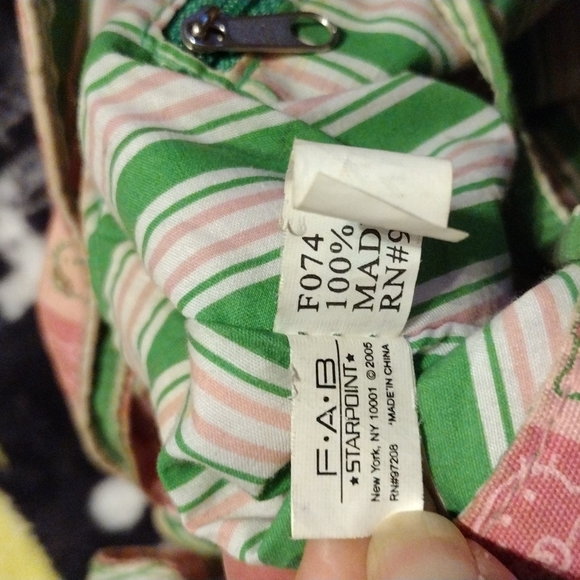 F074
100%
MAD
RN#9
F·A·B
★STARPOINT★
New York, NY 10001 ©2005
RN#97208 "MADE"IN CHINA